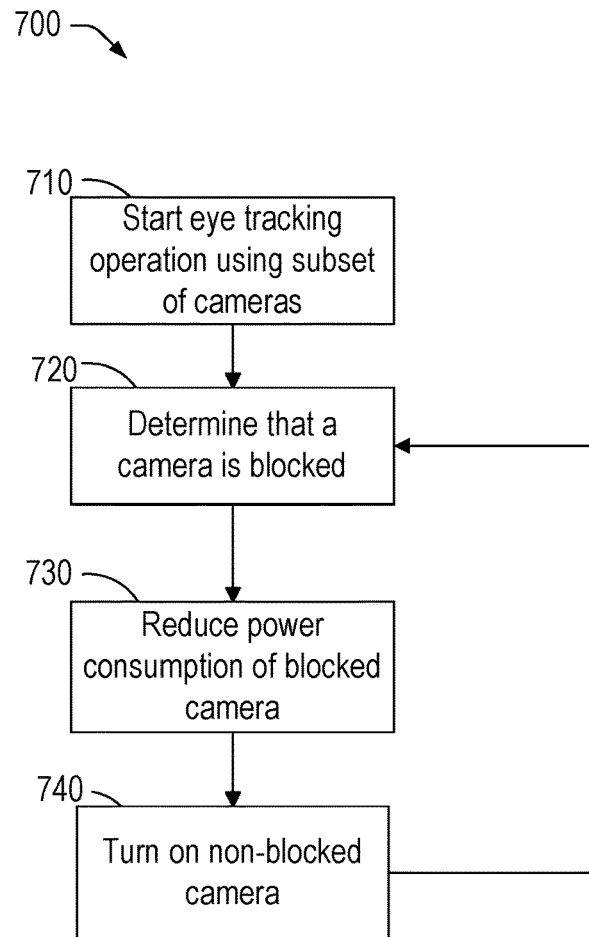 700
710
Start eye tracking
operation using subset
of cameras
720
Determine that a
camera is blocked
730
Reduce power
consumption of blocked
camera
740
Turn on non-blocked
camera